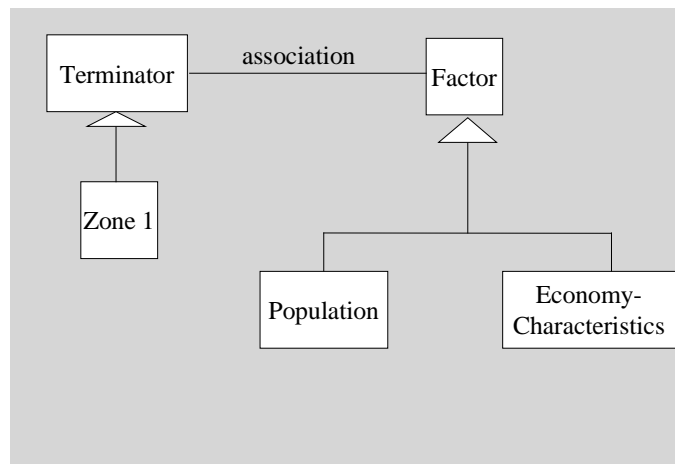 Terminator
association
Factor
Zone 1
Population
Economy-
Characteristics